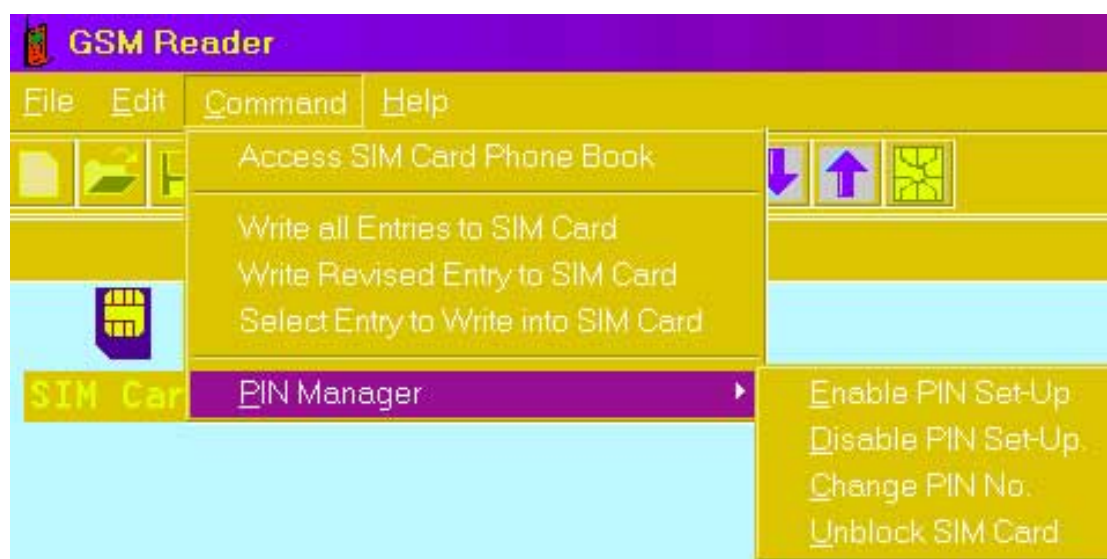 GSM Reader
File Edit Command Help
Access SIM Card Phone Book
Write all Entries to SIM Card
Write Revised Entry to SIM Card
Select Entry to Write into SIM Card
SIM Car
PIN Manager
Enable PIN Set-Up
Disable PIN Set-Up.
Change PIN No.
Unblock SIM Card